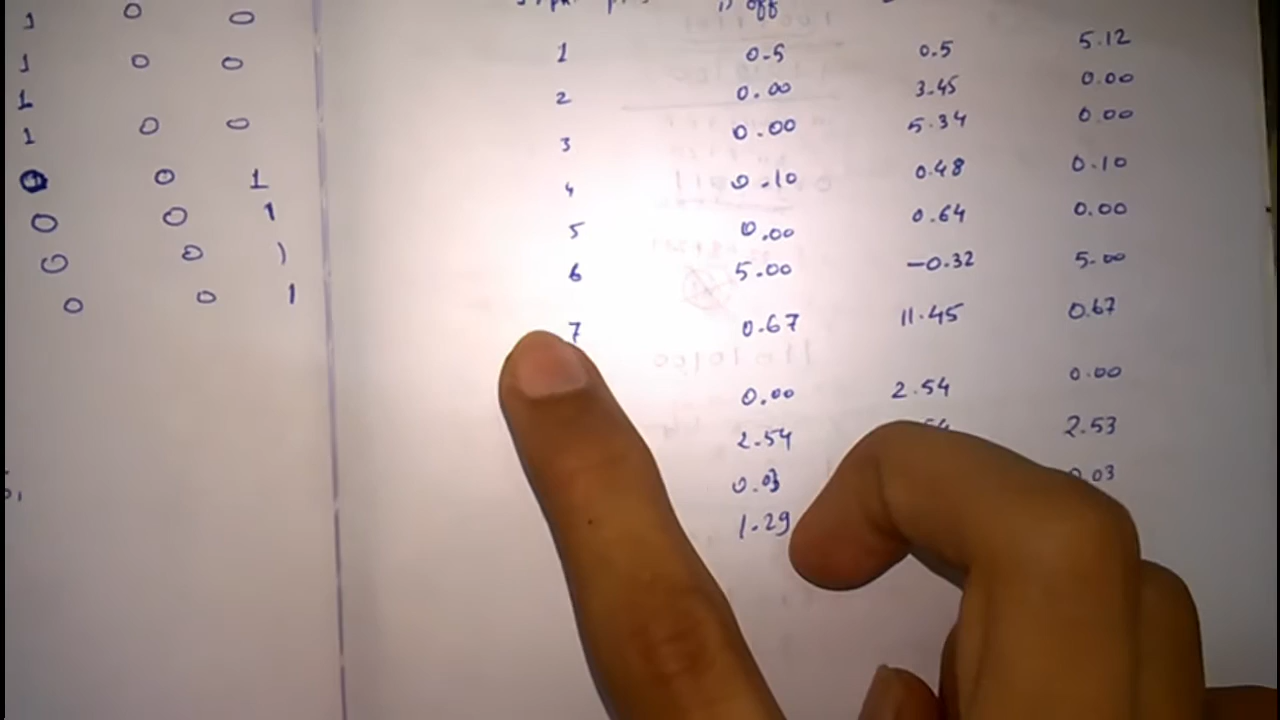 1 0 0
1 0 0
1
1 0 0
0 0 1
0 0 1
0 0 1
0 0 1
off
1 0.5 0.5 5.12
2 0.00 3.45 0.00
3 0.00 5.34 0.00
4 0.10 0.48 0.10
5 0.00 0.64 0.00
6 5.00 -0.32 5.00
7 0.67 11.45 0.67
0.00 2.54 0.00
2.54 2.53
0.03 0.03
1.29